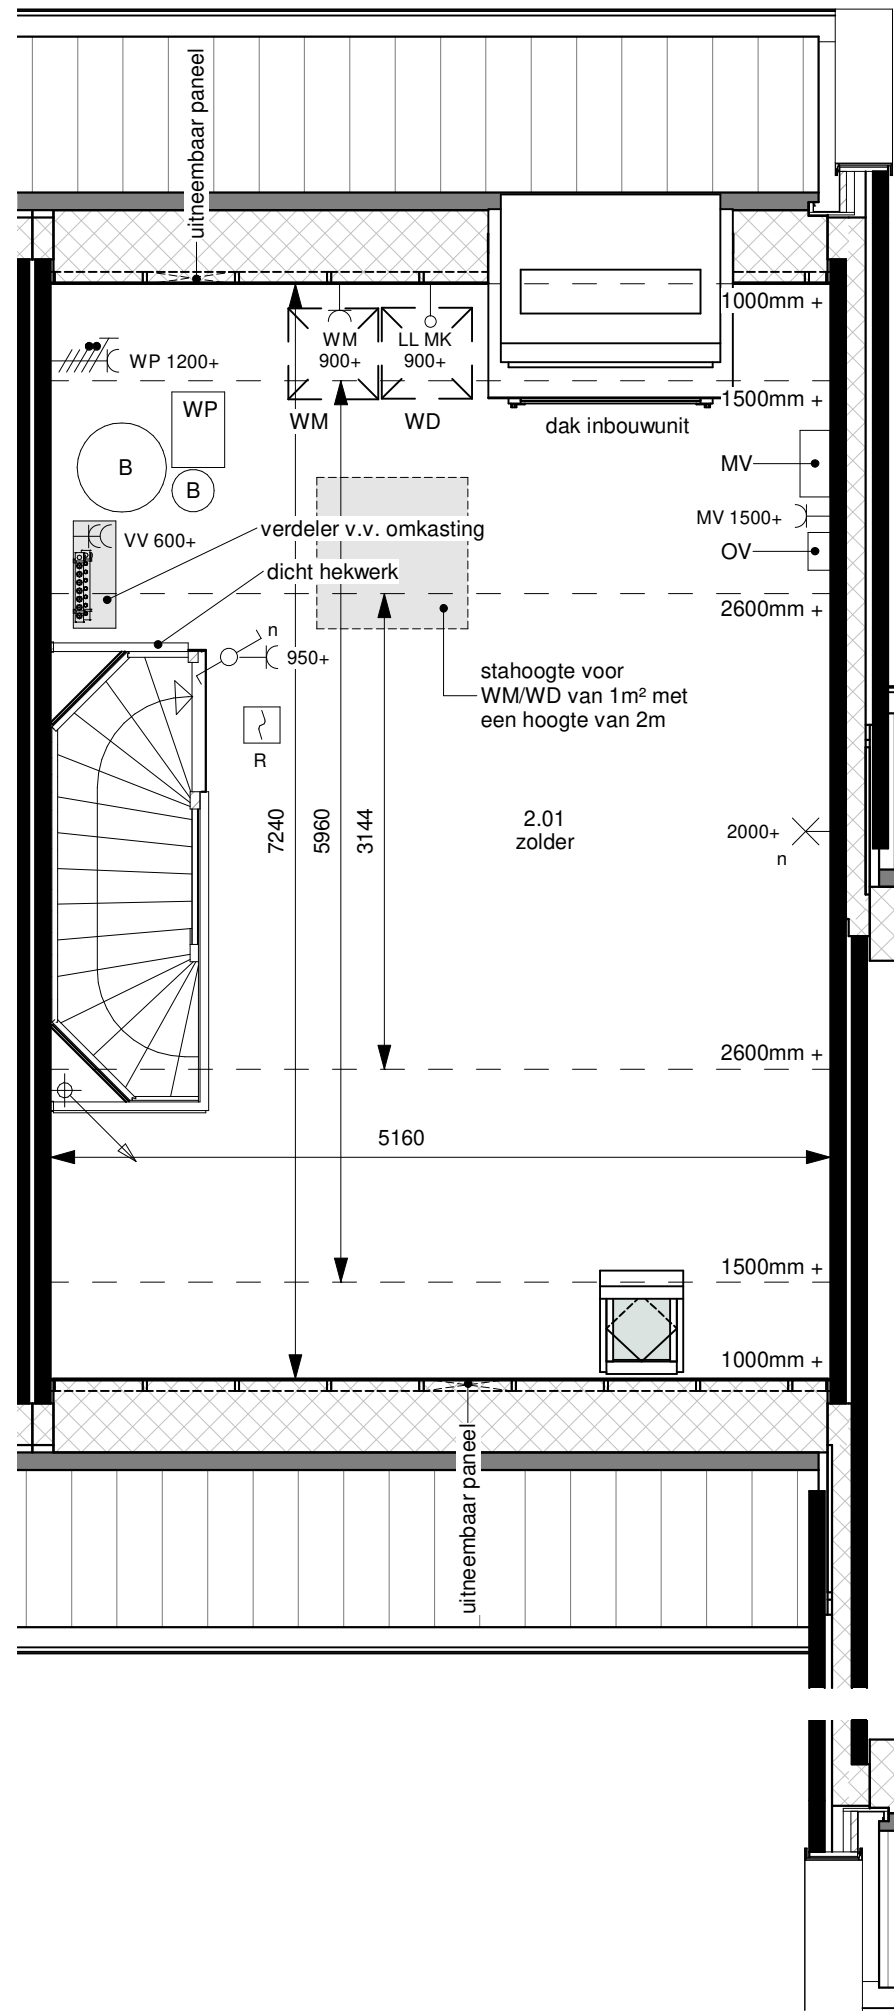 uitneembaar paneel
1000mm +
WM
900+
LL MK
900+
WP 1200+
1500mm +
WP
WM
WD
dak inbouwunit
B
B
MV
MV 1500+
OV
VV 600+
verdeler v.v. omkasting
dicht hekwerk
2600mm +
n
950+
stahoogte voor
WM/WD van 1m² met
een hoogte van 2m
R
7240
5960
3144
2.01
zolder
2000+
n
2600mm +
5160
1500mm +
1000mm +
uitneembaar paneel